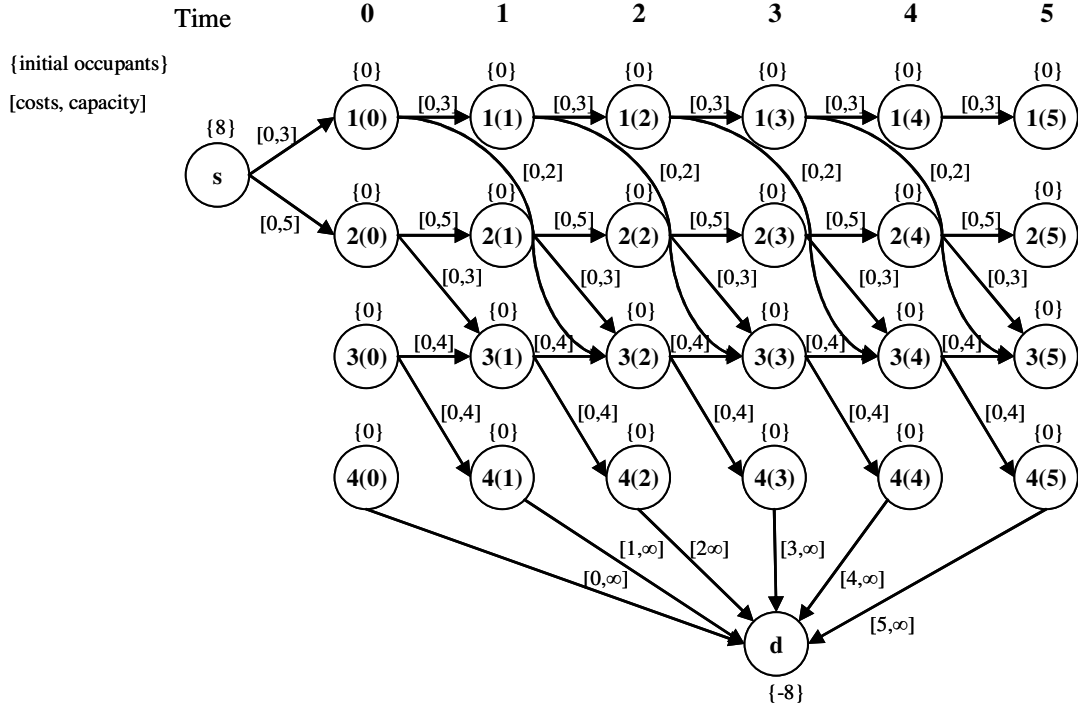 Time 0 1 2 3 4 5
{initial occupants}
[costs, capacity]
{0} {0} {0} {0} {0} {0}
[0,3] [0,3] [0,3] [0,3] [0,3]
1(0) 1(1) 1(2) 1(3) 1(4) 1(5)
{8}
[0,3]
s
[0,2] [0,2] [0,2] [0,2]
{0} {0} {0} {0} {0} {0}
[0,5]
[0,5] [0,5] [0,5] [0,5] [0,5]
2(0) 2(1) 2(2) 2(3) 2(4) 2(5)
[0,3] [0,3] [0,3] [0,3] [0,3]
{0} {0} {0} {0} {0} {0}
[0,4] [0,4] [0,4] [0,4] [0,4]
3(0) 3(1) 3(2) 3(3) 3(4) 3(5)
[0,4] [0,4] [0,4] [0,4] [0,4]
{0} {0} {0} {0} {0} {0}
4(0) 4(1) 4(2) 4(3) 4(4) 4(5)
[1,∞] [2∞] [3,∞]
[0,∞] [4,∞]
[5,∞]
d
{-8}